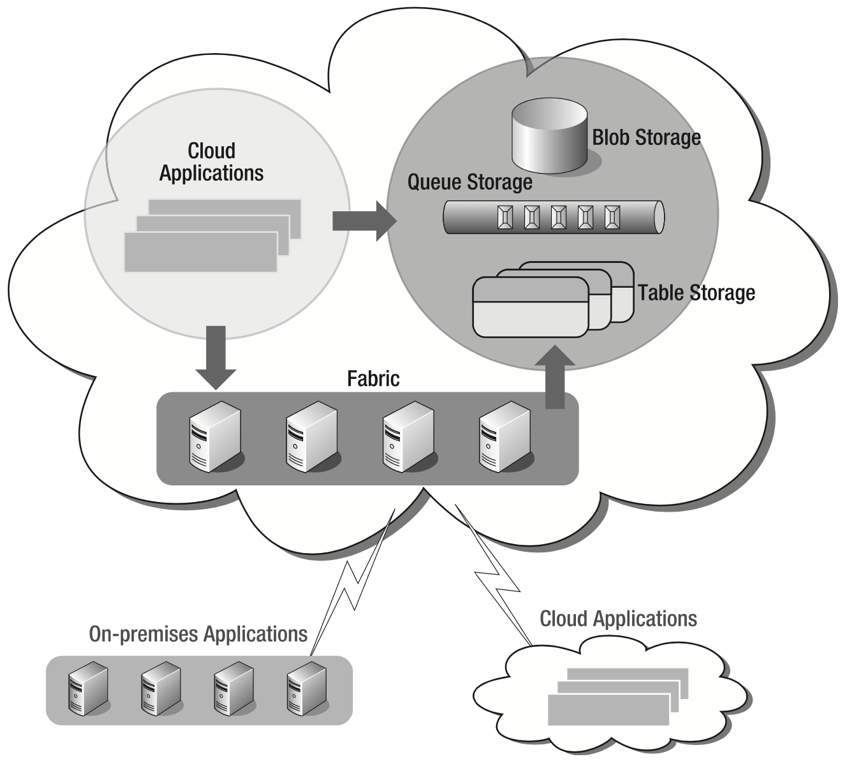 Cloud
Applications
Blob Storage
Queue Storage
Table Storage
Fabric
On-premises Applications
Cloud Applications